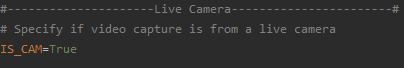 #---------------------Live Camera-----------------------#
# Specify if video capture is from a live camera
IS_CAM=True